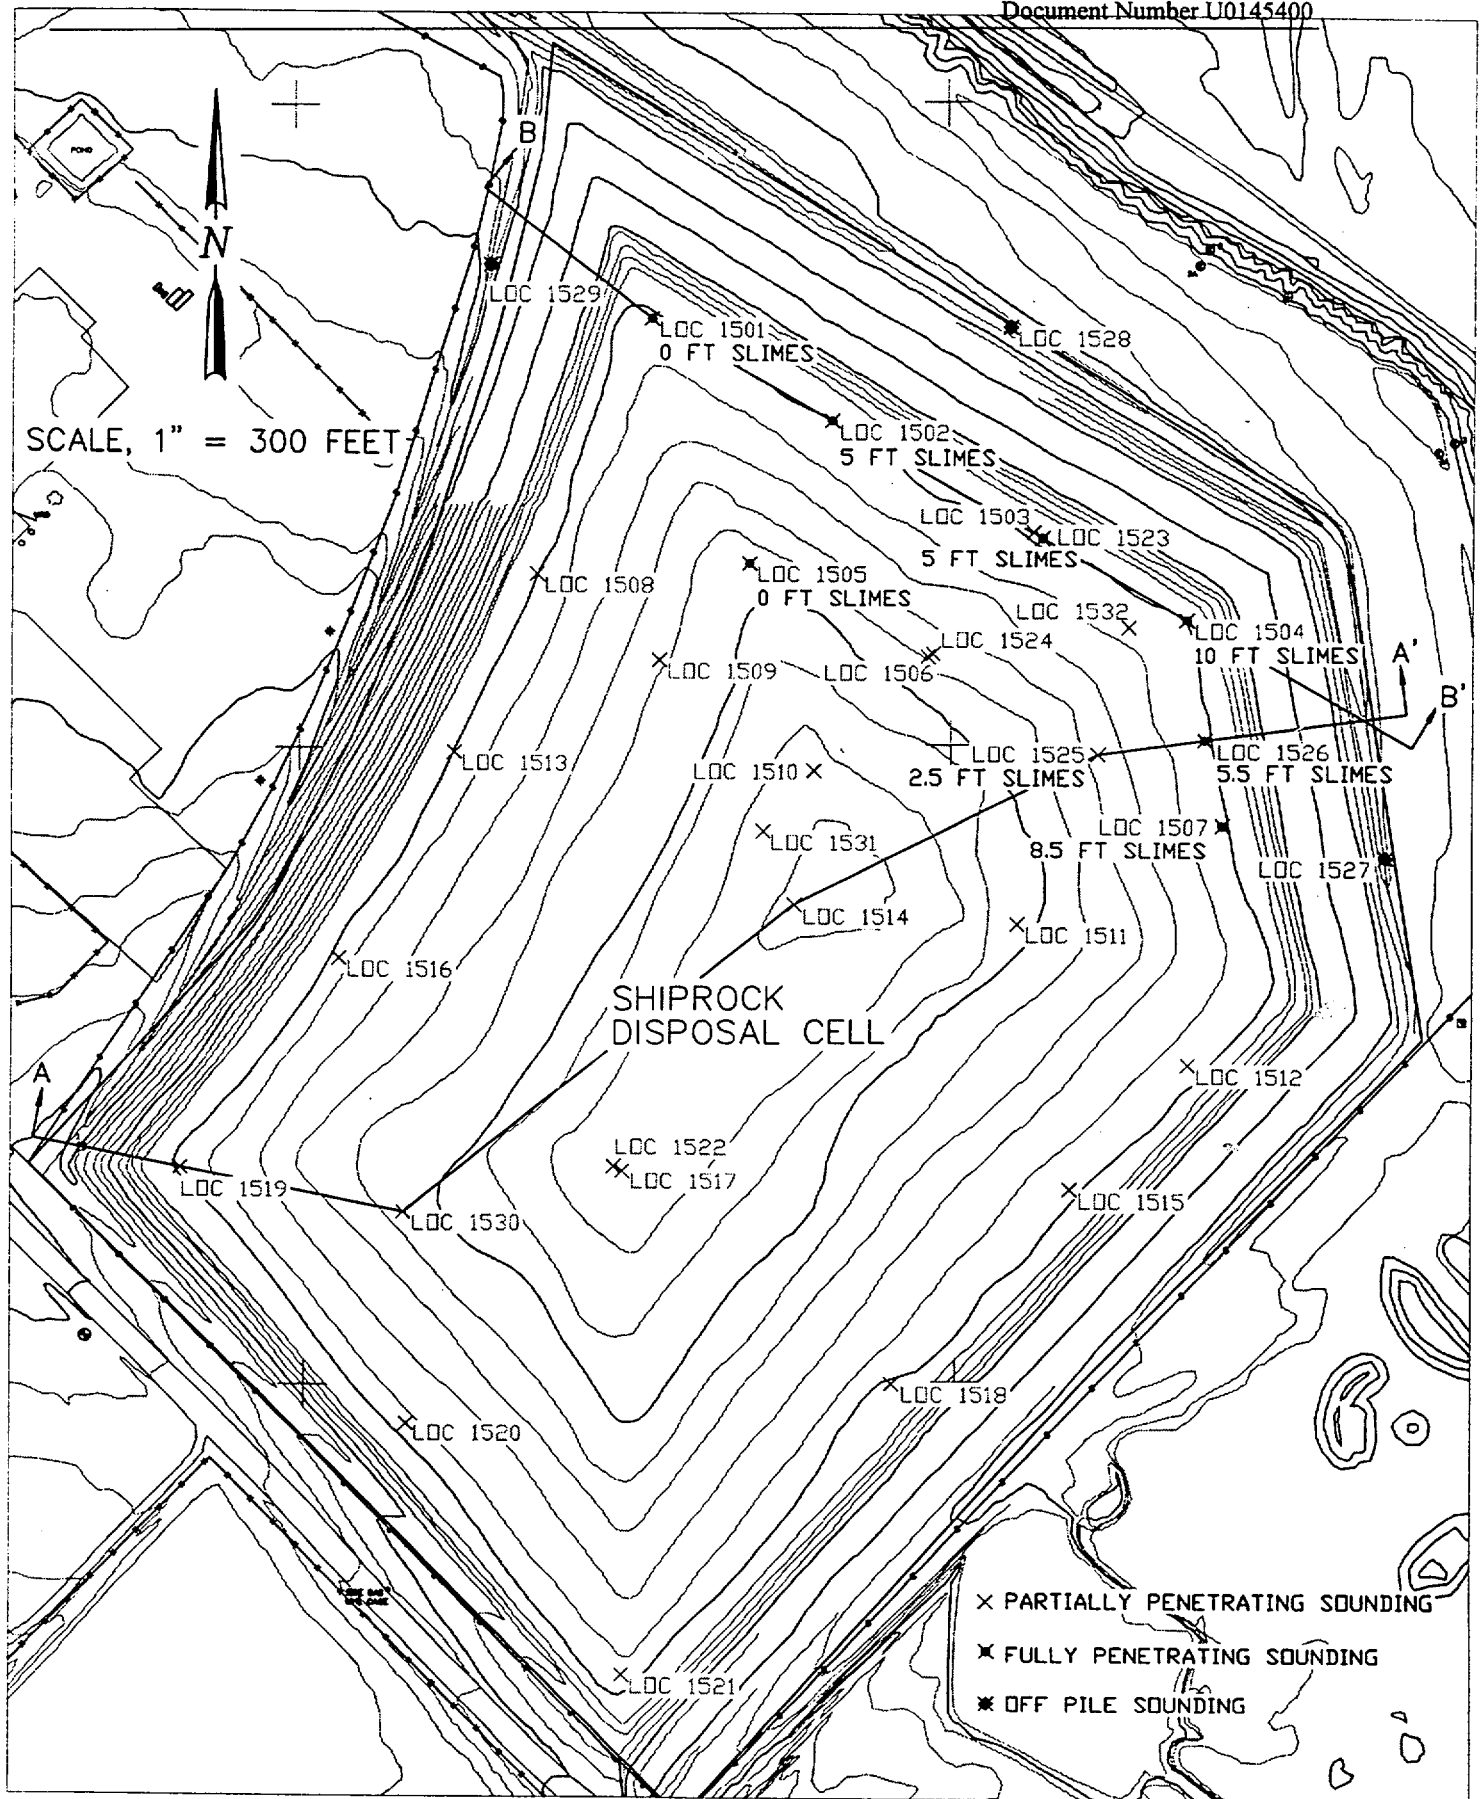 Document Number U0145400
B
POND
N
LOC 1529
LOC 1501
0 FT SLIMES
LOC 1528
SCALE, 1" = 300 FEET
LOC 1502
5 FT SLIMES
LOC 1503
LOC 1523
5 FT SLIMES
LOC 1508
LOC 1505
0 FT SLIMES
LOC 1532
LOC 1504
10 FT SLIMES
LOC 1524
LOC 1506
LOC 1509
A'
B'
LOC 1513
LOC 1510
LOC 1525
2.5 FT SLIMES
LOC 1526
5.5 FT SLIMES
LOC 1531
LOC 1507
8.5 FT SLIMES
LOC 1527
LOC 1514
LOC 1511
LOC 1516
SHIPROCK
DISPOSAL CELL
A
LOC 1512
LOC 1522
LOC 1517
LOC 1519
LOC 1515
LOC 1530
LOC 1518
LOC 1520
LOC 1521
PARTIALLY PENETRATING SOUNDING
FULLY PENETRATING SOUNDING
OFF PILE SOUNDING